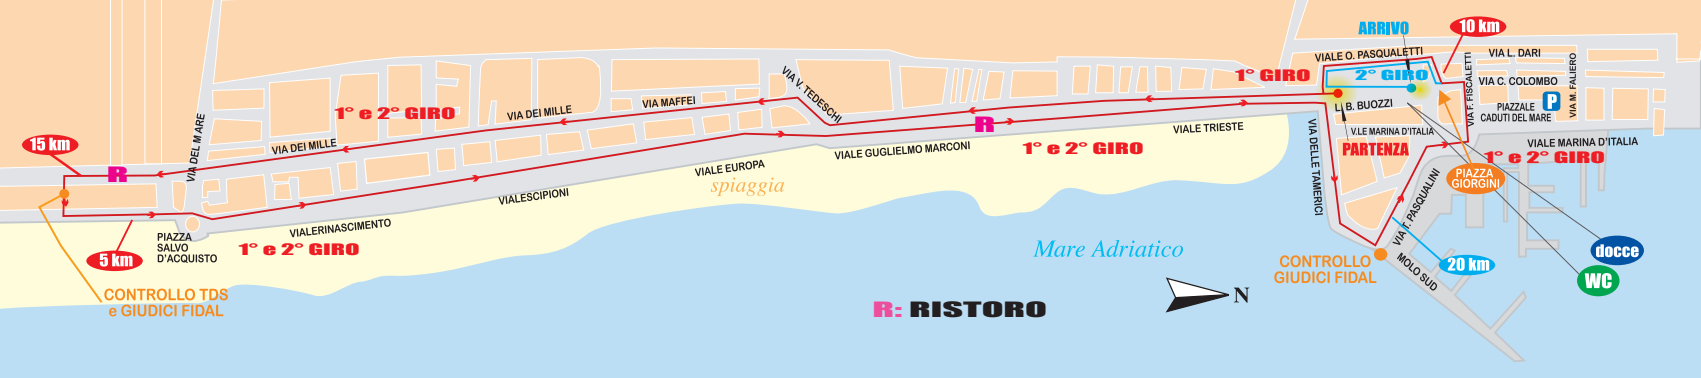 ARRIVO
10 km
VIALE O. PASQUALETTI
VIA L. DARI
1° GIRO
2° GIRO
VIA F. FISCALETTI
VIA C. COLOMBO
VIA M. FALIERO
PIAZZALE
CADUTI DEL MARE
P
L. B. BUOZZI
V.LE MARINA D'ITALIA
PARTENZA
VIALE MARINA D'ITALIA
1° e 2° GIRO
PIAZZA
GIORGINI
VIA V. TEDESCHI
VIA MAFFEI
VIA DEI MILLE
1° e 2° GIRO
VIA DEI MILLE
VIA DEL MARE
15 km
R
R
VIALE TRIESTE
1° e 2° GIRO
VIALE GUGLIELMO MARCONI
VIALE EUROPA
spiaggia
VIALESCIPIONI
VIALERINASCIMENTO
1° e 2° GIRO
PIAZZA
SALVO
D'ACQUISTO
5 km
CONTROLLO TDS
e GIUDICI FIDAL
VIA DELLE TAMERICI
VIA T. PASQUALINI
MOLO SUD
CONTROLLO
GIUDICI FIDAL
20 km
docce
WC
Mare Adriatico
N
R: RISTORO